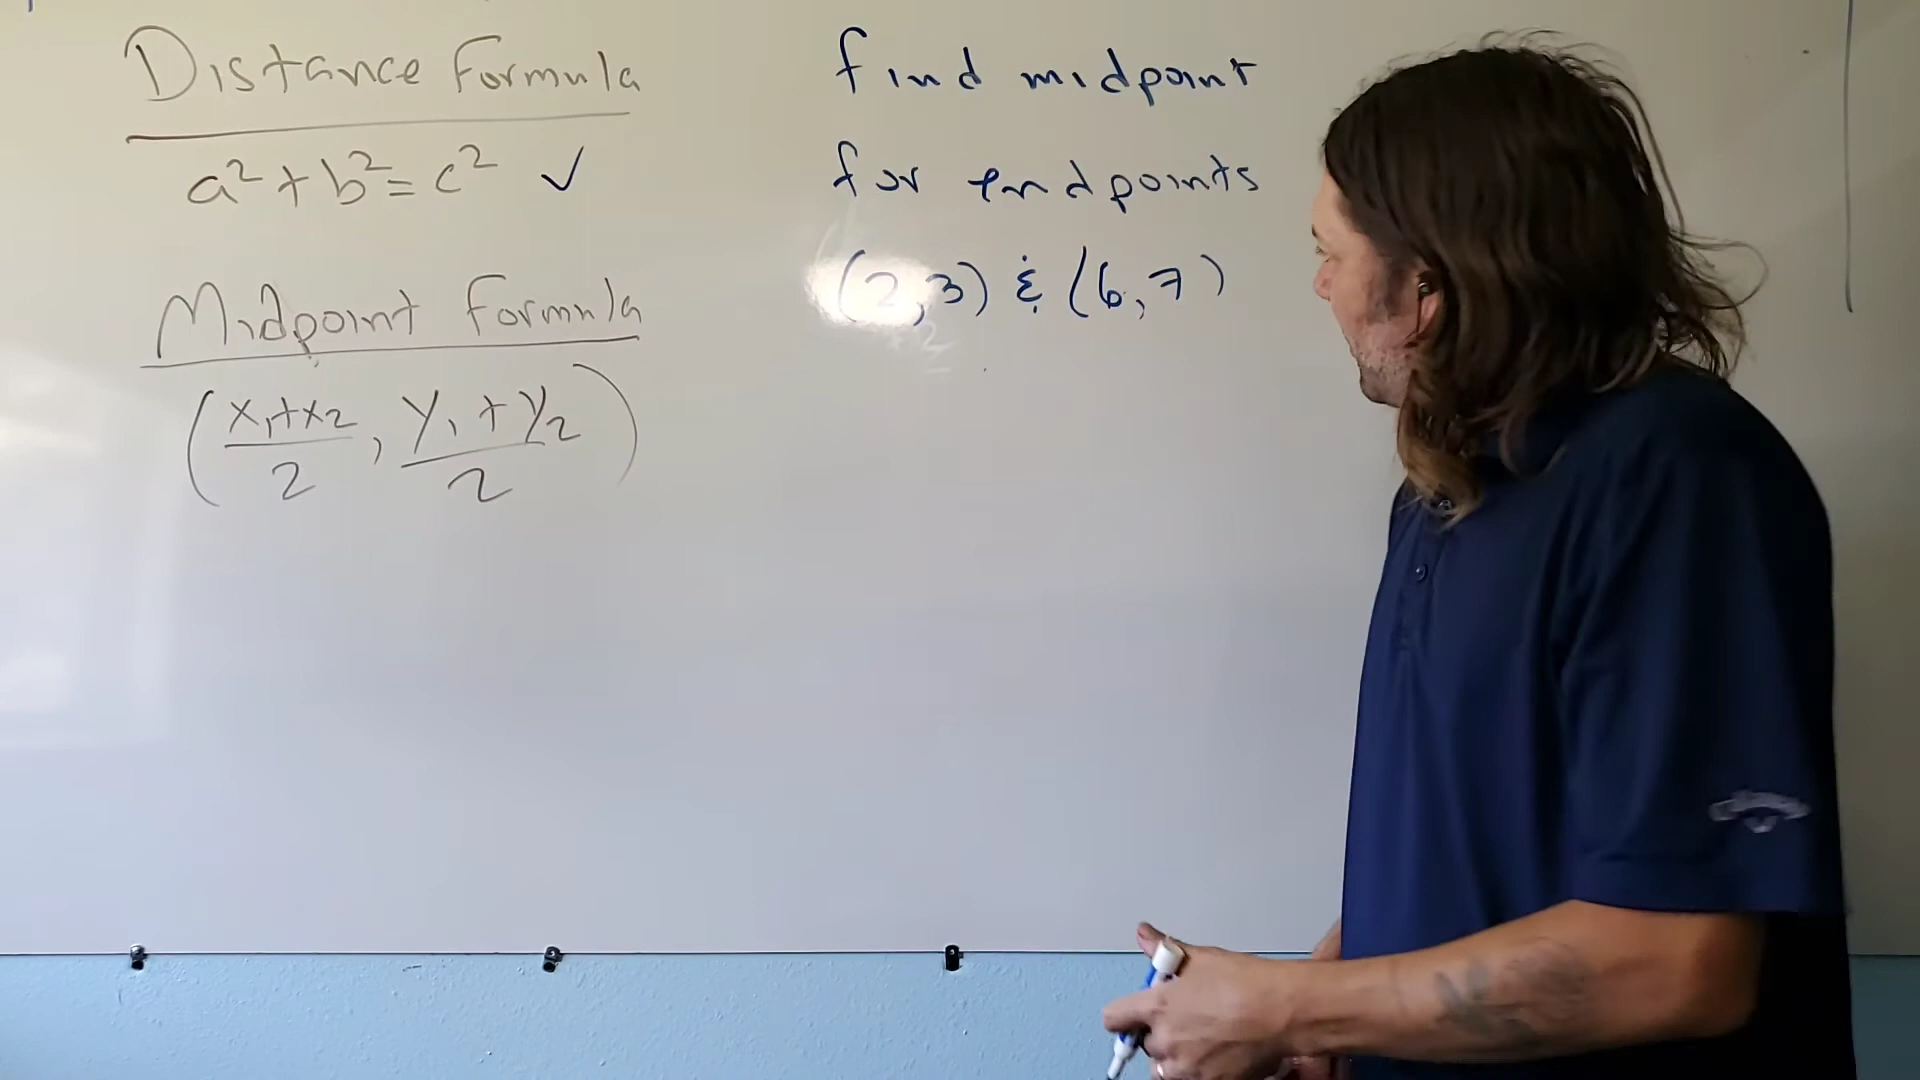 Distance Formula
a² + b² = c² ✓
Midpoint Formula
(x₁+x₂/2, y₁+y₂/2)
find midpoint
for endpoints
(2,3) & (6,7)